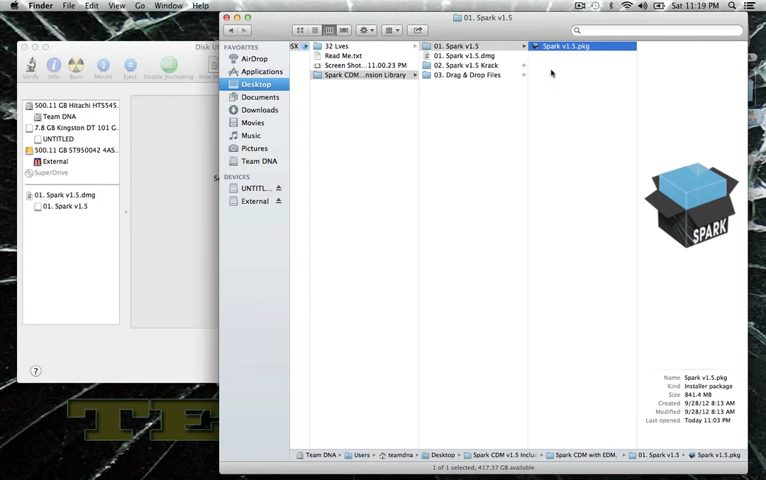 Finder File Edit View Go Window Help
Sat 11:19 PM
01. Spark v1.5
Disk Ut
Verify Info Burn Mount Eject Enable Journaling
500.11 GB Hitachi HTS545..
Team DNA
7.8 GB Kingston DT 101 G..
UNTITLED
500.11 GB ST950042 4AS..
External
SuperDrive
01. Spark v1.5.dmg
01. Spark v1.5
?
FAVORITES
AirDrop
Applications
Desktop
Documents
Downloads
Movies
Music
Pictures
Team DNA
DEVICES
UNTITL...
External
32 Lves
Read Me.txt
Screen Shot...11.00.23 PM
Spark CDM...nsion Library
01. Spark v1.5
01. Spark v1.5.dmg
02. Spark v1.5 Krack
03. Drag & Drop Files
Spark v1.5.pkg
SPARK
Name Spark v1.5.pkg
Kind Installer package
Size 841.4 MB
Created 9/28/12 8:13 AM
Modified 9/28/12 8:13 AM
Last opened Today 11:03 PM
Team DNA Users teamdna Desktop Spark CDM v1.5 Inclu Spark CDM with EDM, 01. Spark v1.5 Spark v1.5.pkg
1 of 1 selected, 417.37 GB available